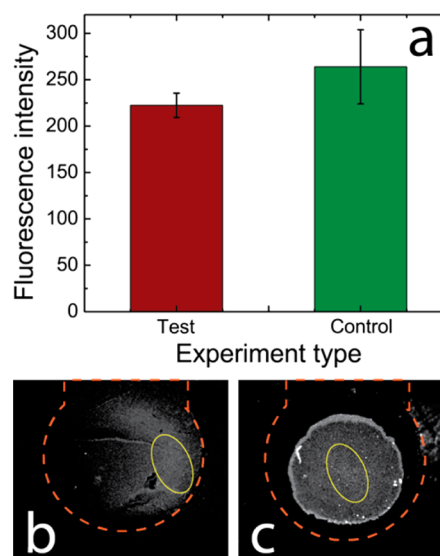 a
300
250
200
150
100
50
0
Fluorescence intensity
Test Control
Experiment type
b
c